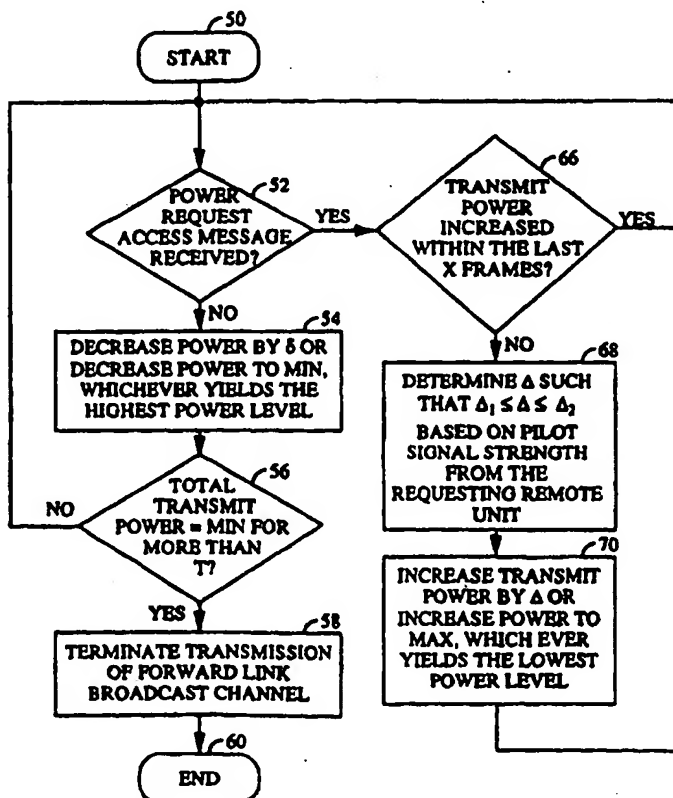 50
START
52
POWER
REQUEST
ACCESS MESSAGE
RECEIVED?
YES
66
TRANSMIT
POWER
INCREASED
WITHIN THE LAST
X FRAMES?
YES
NO
54
DECREASE POWER BY δ OR
DECREASE POWER TO MIN,
WHICHEVER YIELDS THE
HIGHEST POWER LEVEL
NO
68
DETERMINE Δ SUCH
THAT Δ₁ ≤ Δ ≤ Δ₂
BASED ON PILOT
SIGNAL STRENGTH
FROM THE
REQUESTING REMOTE
UNIT
56
TOTAL
TRANSMIT
POWER = MIN FOR
MORE THAN
T?
NO
YES
58
TERMINATE TRANSMISSION
OF FORWARD LINK
BROADCAST CHANNEL
70
INCREASE TRANSMIT
POWER BY Δ OR
INCREASE POWER TO
MAX, WHICH EVER
YIELDS THE LOWEST
POWER LEVEL
60
END